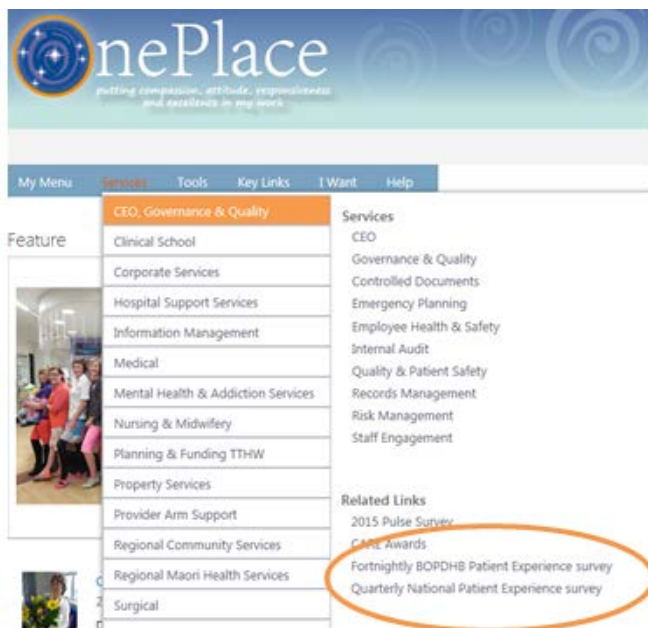 OnePlace
putting compassion, attitude, responsiveness
and excellence in my work
My Menu Services Tools Key Links I Want Help
Feature
CEO, Governance & Quality
Clinical School
Corporate Services
Hospital Support Services
Information Management
Medical
Mental Health & Addiction Services
Nursing & Midwifery
Planning & Funding TTHW
Property Services
Provider Arm Support
Regional Community Services
Regional Maori Health Services
Surgical
Services
CEO
Governance & Quality
Controlled Documents
Emergency Planning
Employee Health & Safety
Internal Audit
Quality & Patient Safety
Records Management
Risk Management
Staff Engagement
Related Links
2015 Pulse Survey
CARE Awards
Fortnightly BOPDHB Patient Experience survey
Quarterly National Patient Experience survey